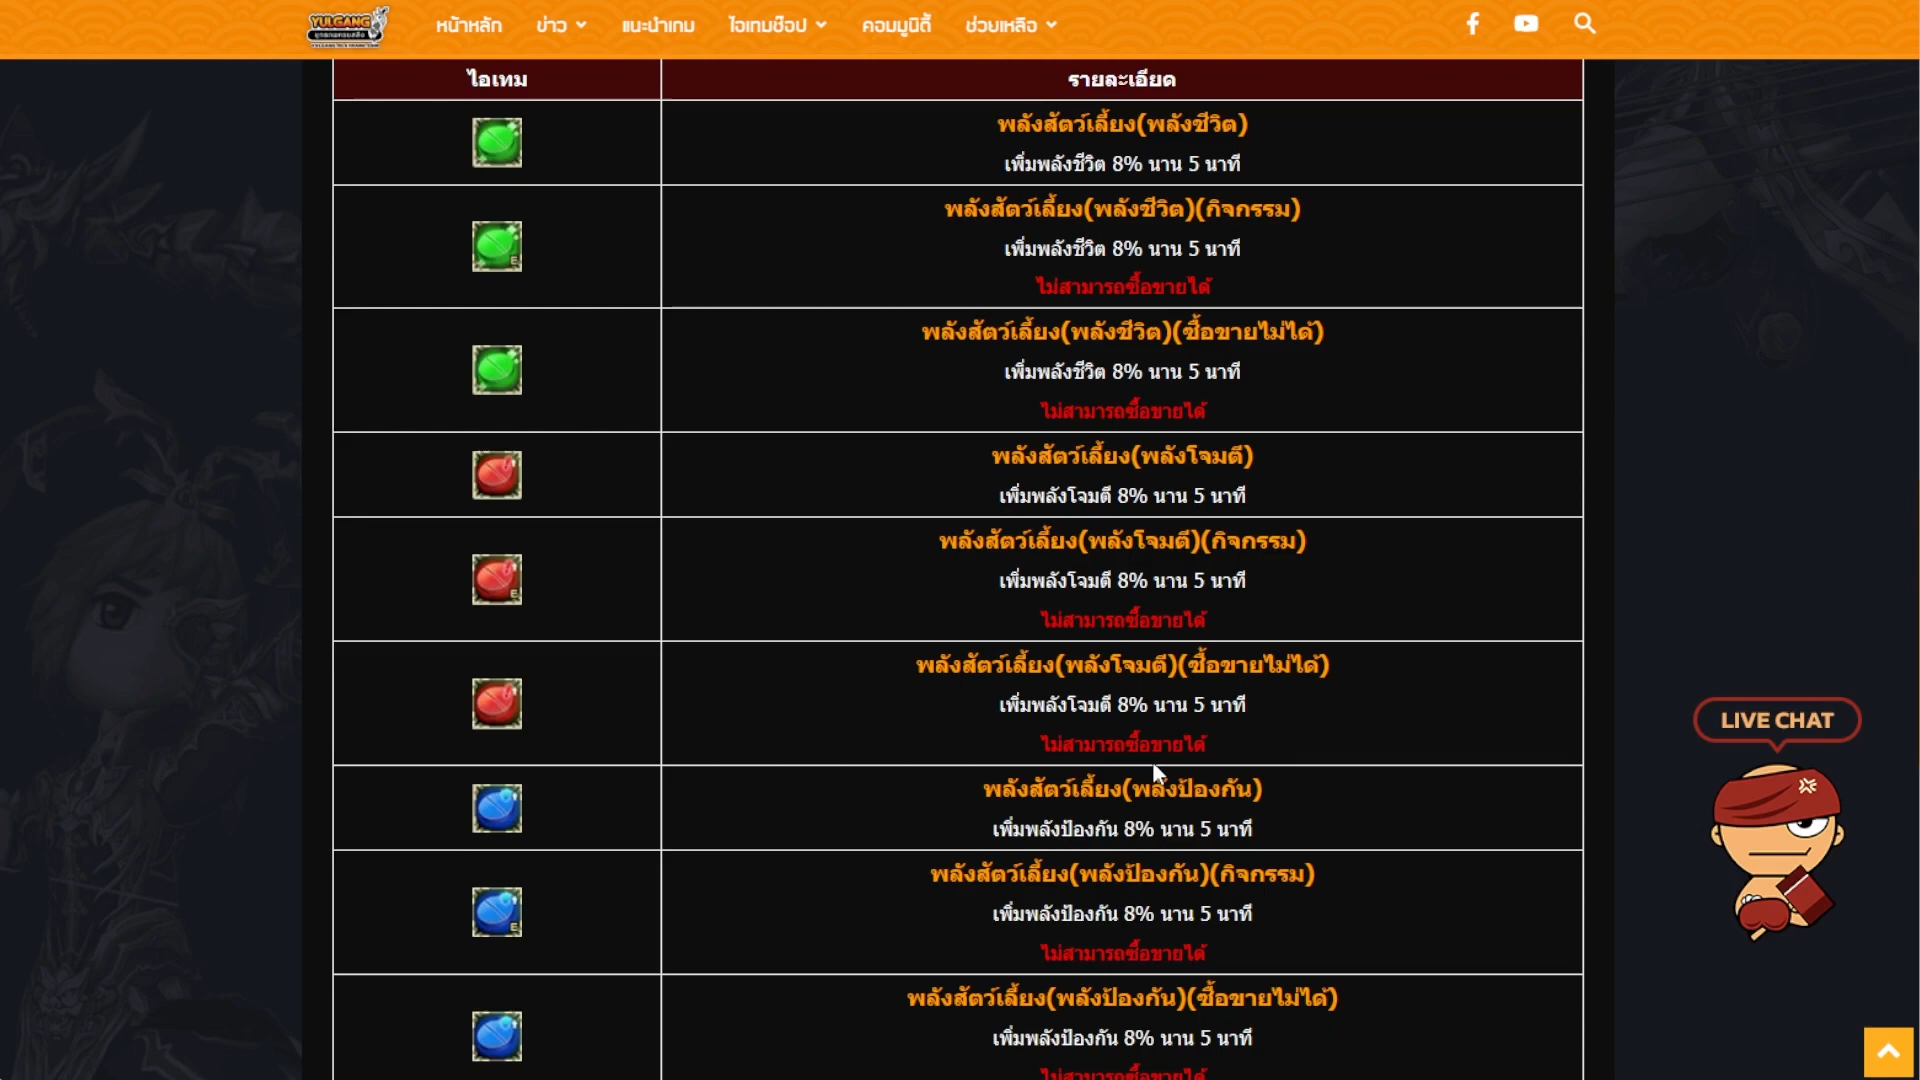 YULGANG
หน้าหลัก
ข่าว
แนะนำเกม
ไอเทมช๊อป
คอมมูนิตี้
ช่วยเหลือ
ไอเทม
รายละเอียด
พลังสัตว์เลี้ยง(พลังชีวิต)
เพิ่มพลังชีวิต 8% นาน 5 นาที
พลังสัตว์เลี้ยง(พลังชีวิต)(กิจกรรม)
เพิ่มพลังชีวิต 8% นาน 5 นาที
ไม่สามารถซื้อขายได้
พลังสัตว์เลี้ยง(พลังชีวิต)(ซื้อขายไม่ได้)
เพิ่มพลังชีวิต 8% นาน 5 นาที
ไม่สามารถซื้อขายได้
พลังสัตว์เลี้ยง(พลังโจมตี)
เพิ่มพลังโจมตี 8% นาน 5 นาที
พลังสัตว์เลี้ยง(พลังโจมตี)(กิจกรรม)
เพิ่มพลังโจมตี 8% นาน 5 นาที
ไม่สามารถซื้อขายได้
พลังสัตว์เลี้ยง(พลังโจมตี)(ซื้อขายไม่ได้)
เพิ่มพลังโจมตี 8% นาน 5 นาที
ไม่สามารถซื้อขายได้
LIVE CHAT
พลังสัตว์เลี้ยง(พลังป้องกัน)
เพิ่มพลังป้องกัน 8% นาน 5 นาที
พลังสัตว์เลี้ยง(พลังป้องกัน)(กิจกรรม)
เพิ่มพลังป้องกัน 8% นาน 5 นาที
ไม่สามารถซื้อขายได้
พลังสัตว์เลี้ยง(พลังป้องกัน)(ซื้อขายไม่ได้)
เพิ่มพลังป้องกัน 8% นาน 5 นาที
ไม่สามารถซื้อขายได้